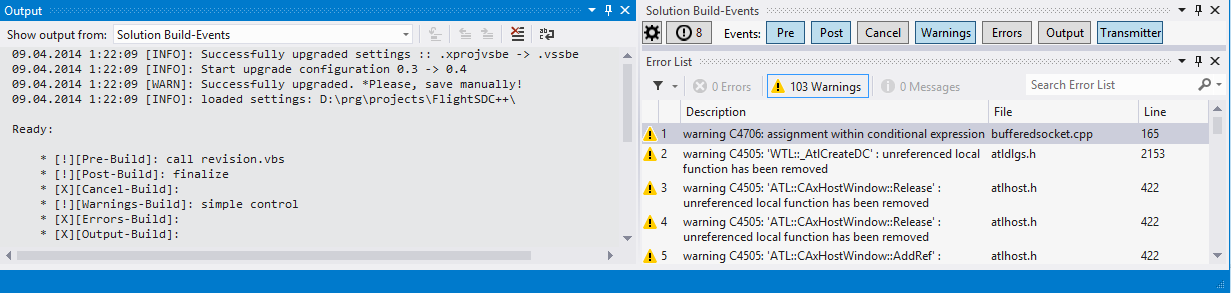 Output
Show output from: Solution Build-Events
09.04.2014 1:22:09 [INFO]: Successfully upgraded settings :: .xprojvsbe -> .vssbe
09.04.2014 1:22:09 [INFO]: Start upgrade configuration 0.3 -> 0.4
09.04.2014 1:22:09 [WARN]: Successfully upgraded. *Please, save manually!
09.04.2014 1:22:09 [INFO]: loaded settings: D:\prg\projects\FlightSDC++\
Ready:
* [!][Pre-Build]: call revision.vbs
* [!][Post-Build]: finalize
* [X][Cancel-Build]:
* [!][Warnings-Build]: simple control
* [X][Errors-Build]:
* [X][Output-Build]:
Solution Build-Events
8 Events: Pre Post Cancel Warnings Errors Output Transmitter
Error List
0 Errors 103 Warnings 0 Messages Search Error List
Description File Line
1 warning C4706: assignment within conditional expression bufferedsocket.cpp 165
2 warning C4505: 'WTL::_AtlCreateDC' : unreferenced local atldlgs.h 2153
function has been removed
3 warning C4505: 'ATL::CAxHostWindow::Release' : atlhost.h 422
unreferenced local function has been removed
4 warning C4505: 'ATL::CAxHostWindow::Release' : atlhost.h 422
unreferenced local function has been removed
5 warning C4505: 'ATL::CAxHostWindow::AddRef' : atlhost.h 422